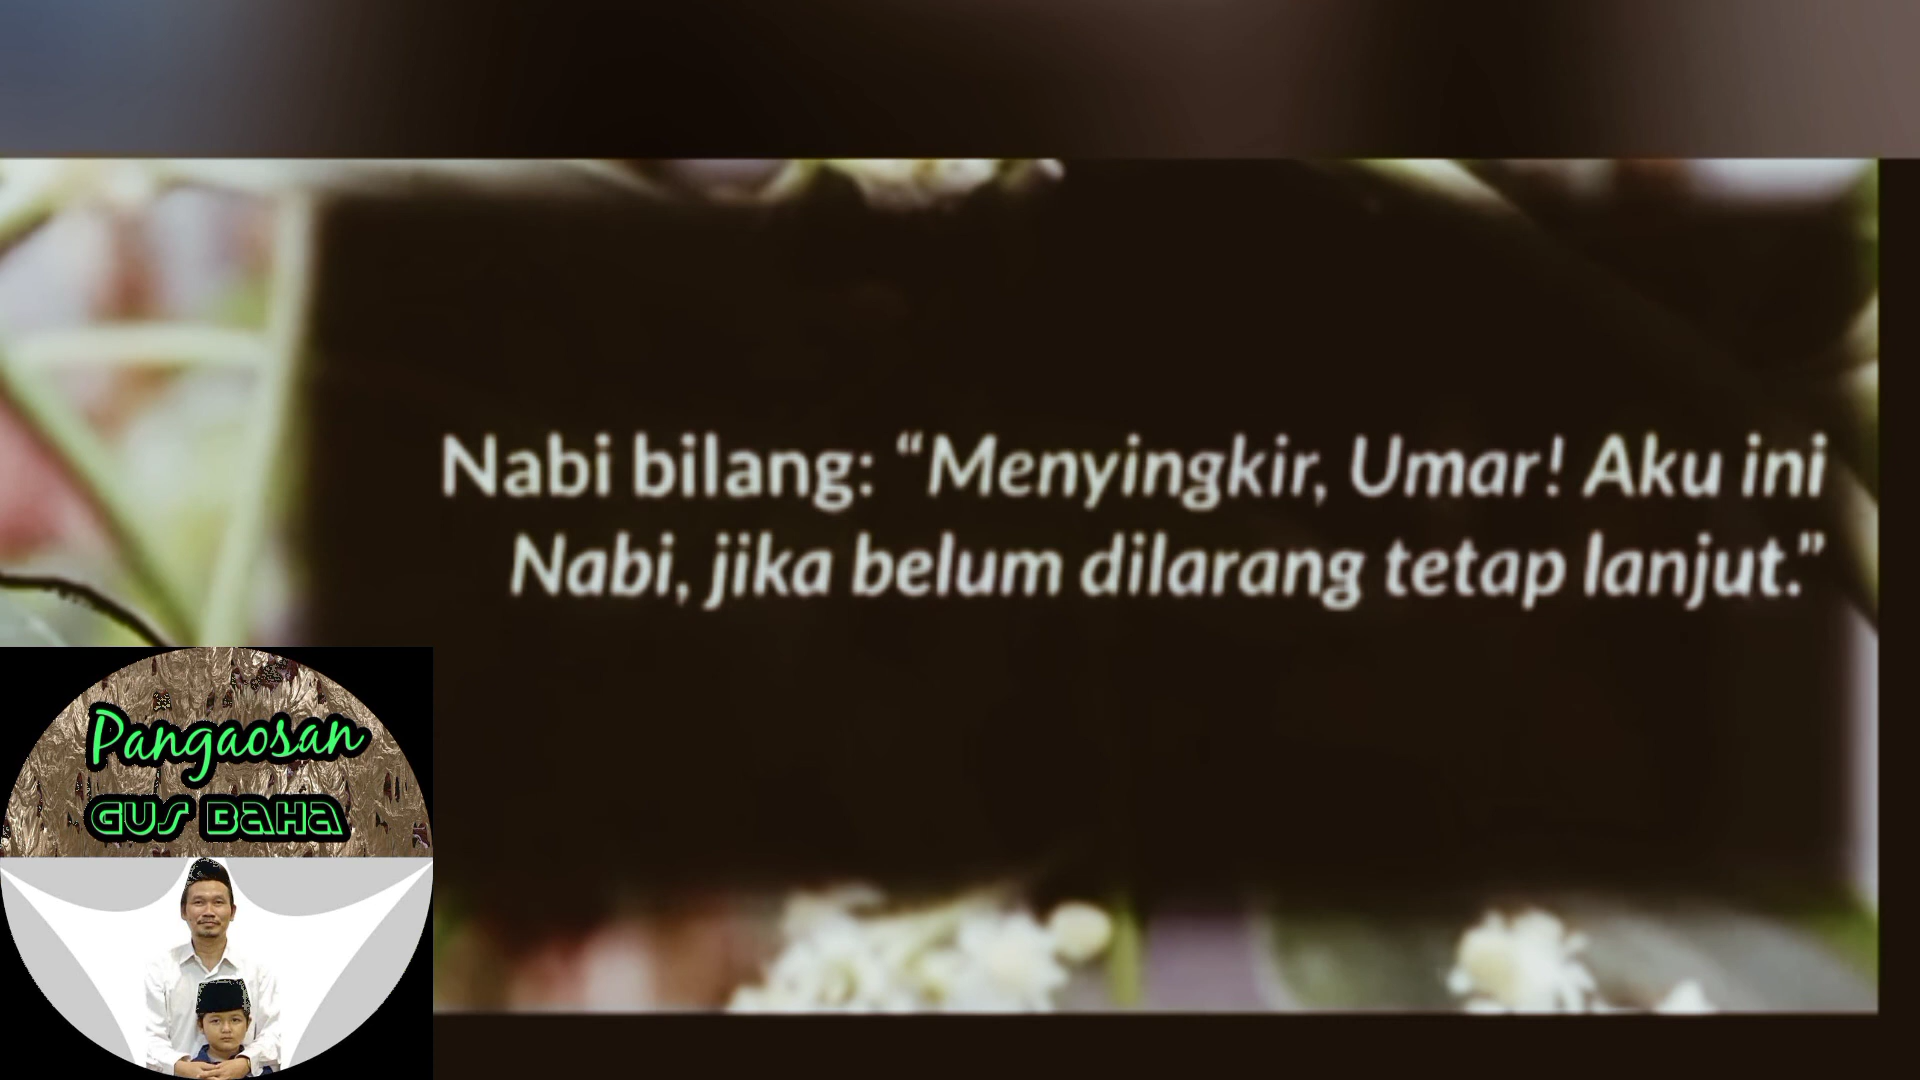 Nabi bilang: “Menyingkir, Umar! Aku ini
Nabi, jika belum dilarang tetap lanjut.”
Pangaosan
GUS BAHA